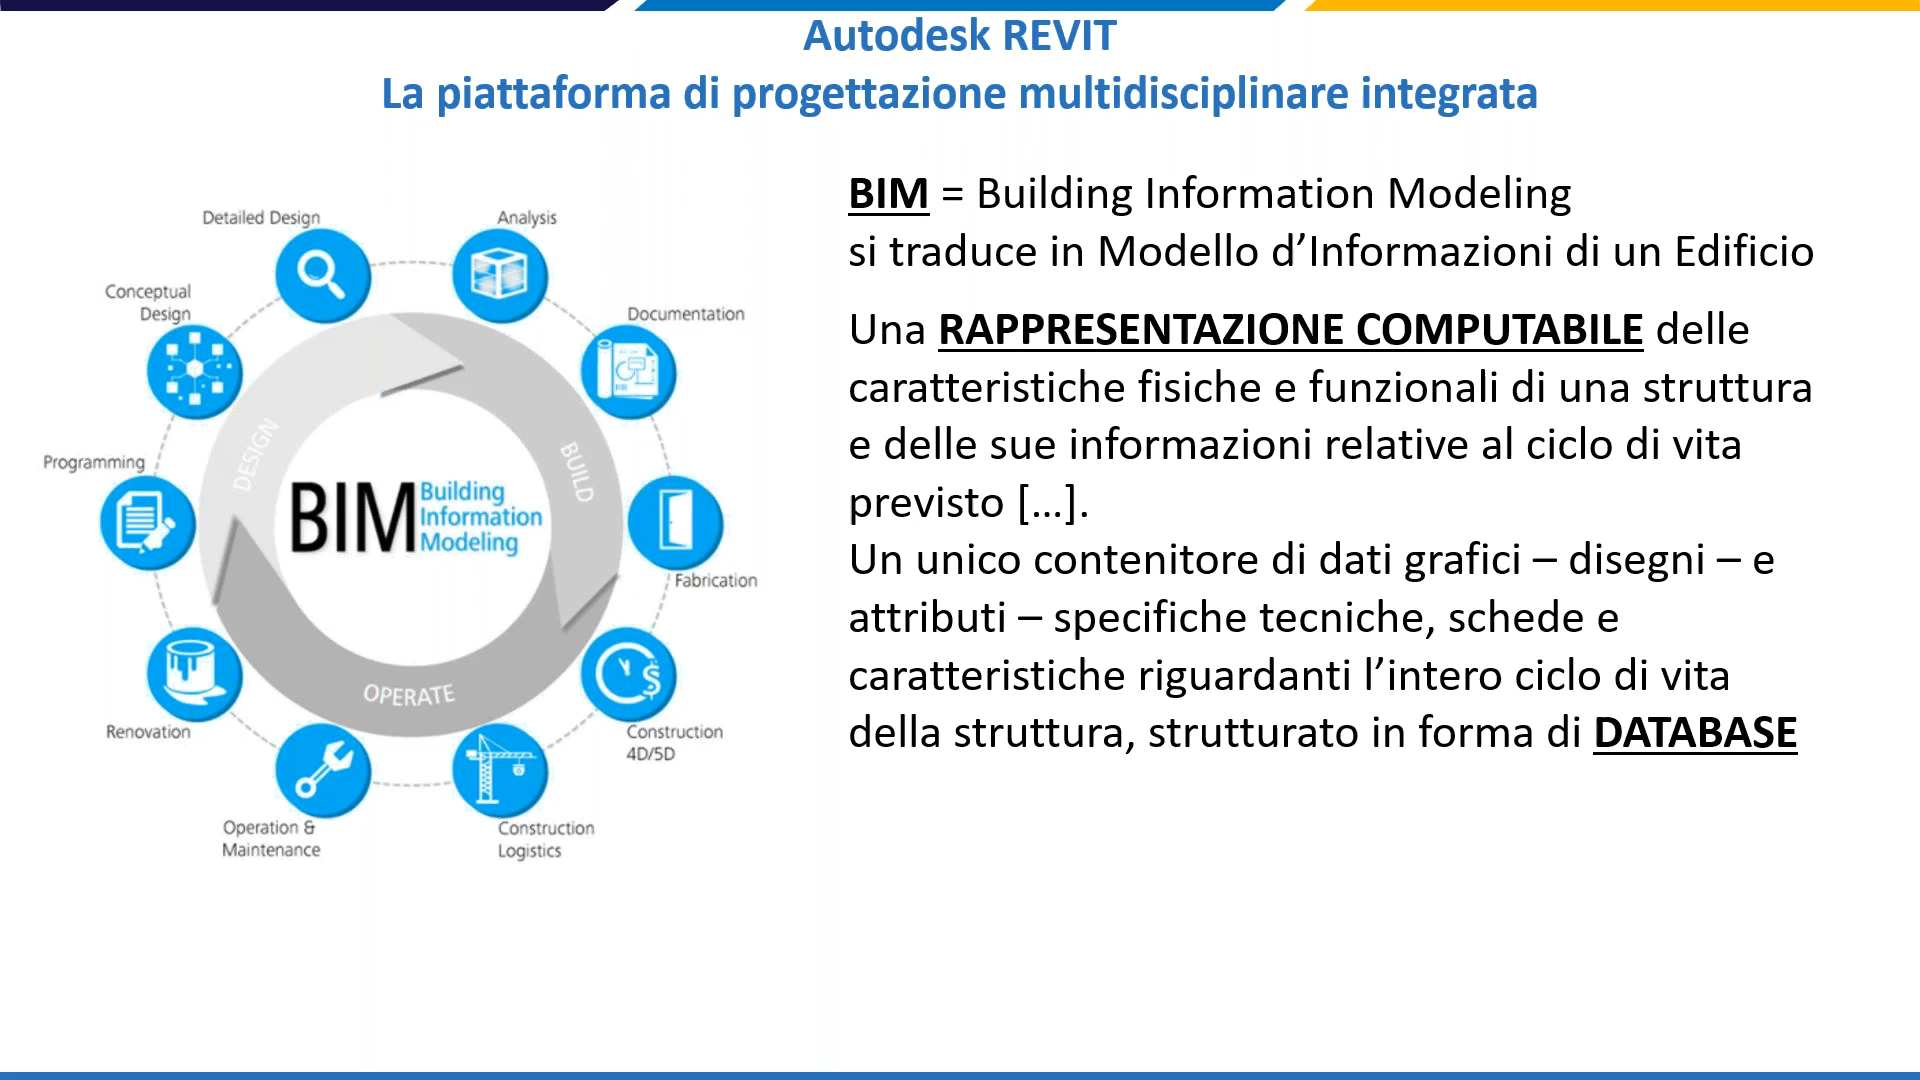 Autodesk REVIT
La piattaforma di progettazione multidisciplinare integrata
Detailed Design
Analysis
Conceptual
Design
Documentation
Programming
DESIGN
BUILD
BIM
Building
Information
Modeling
Fabrication
OPERATE
Renovation
Construction
4D/5D
Operation &
Maintenance
Construction
Logistics
BIM = Building Information Modeling
si traduce in Modello d’Informazioni di un Edificio
Una RAPPRESENTAZIONE COMPUTABILE delle
caratteristiche fisiche e funzionali di una struttura
e delle sue informazioni relative al ciclo di vita
previsto […].
Un unico contenitore di dati grafici – disegni – e
attributi – specifiche tecniche, schede e
caratteristiche riguardanti l’intero ciclo di vita
della struttura, strutturato in forma di DATABASE